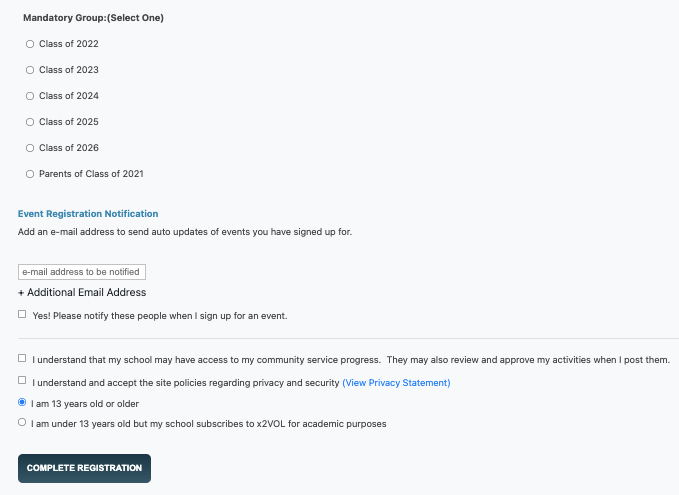 Mandatory Group:(Select One)
Class of 2022
Class of 2023
Class of 2024
Class of 2025
Class of 2026
Parents of Class of 2021
Event Registration Notification
Add an e-mail address to send auto updates of events you have signed up for.
e-mail address to be notified
+ Additional Email Address
Yes! Please notify these people when I sign up for an event.
I understand that my school may have access to my community service progress. They may also review and approve my activities when I post them.
I understand and accept the site policies regarding privacy and security (View Privacy Statement)
I am 13 years old or older
I am under 13 years old but my school subscribes to x2VOL for academic purposes
COMPLETE REGISTRATION